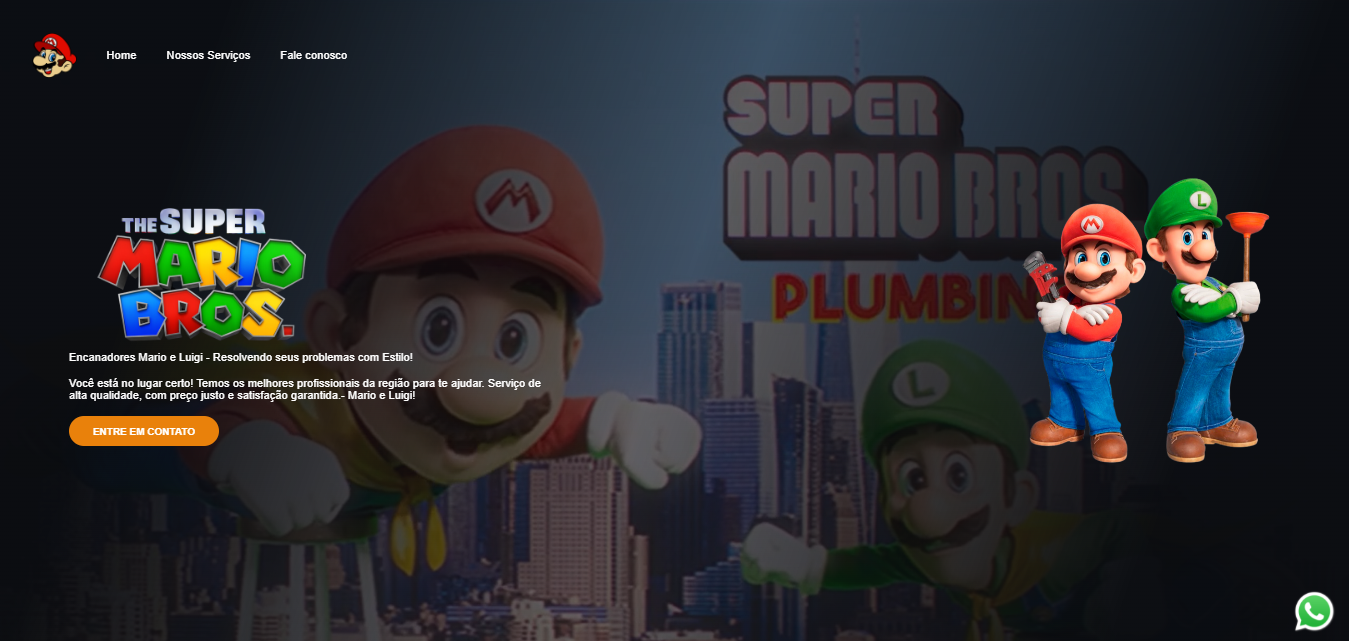 Home Nossos Serviços Fale conosco
SUPER
MARIO BROS.
PLUMBIN
THE SUPER
MARIO
BROS.
Encanadores Mario e Luigi - Resolvendo seus problemas com Estilo!
Você está no lugar certo! Temos os melhores profissionais da região para te ajudar. Serviço de
alta qualidade, com preço justo e satisfação garantida.- Mario e Luigi!
ENTRE EM CONTATO